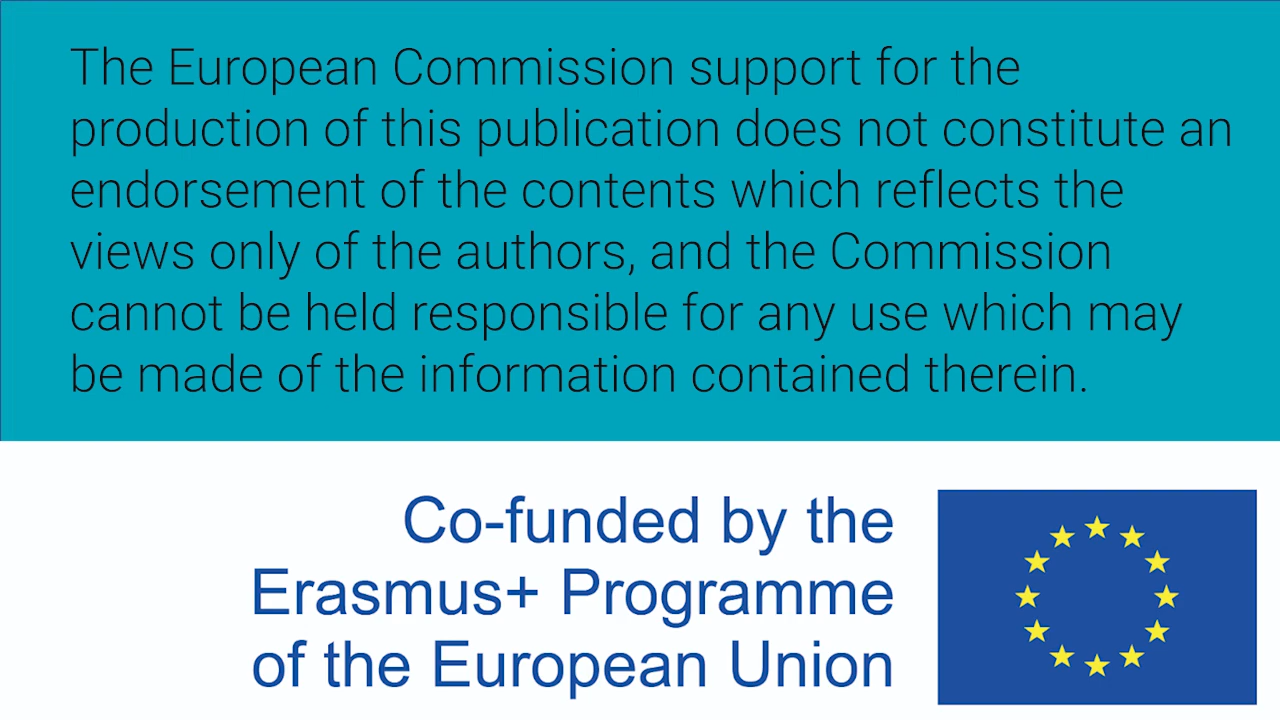 The European Commission support for the
production of this publication does not constitute an
endorsement of the contents which reflects the
views only of the authors, and the Commission
cannot be held responsible for any use which may
be made of the information contained therein.
Co-funded by the
Erasmus+ Programme
of the European Union